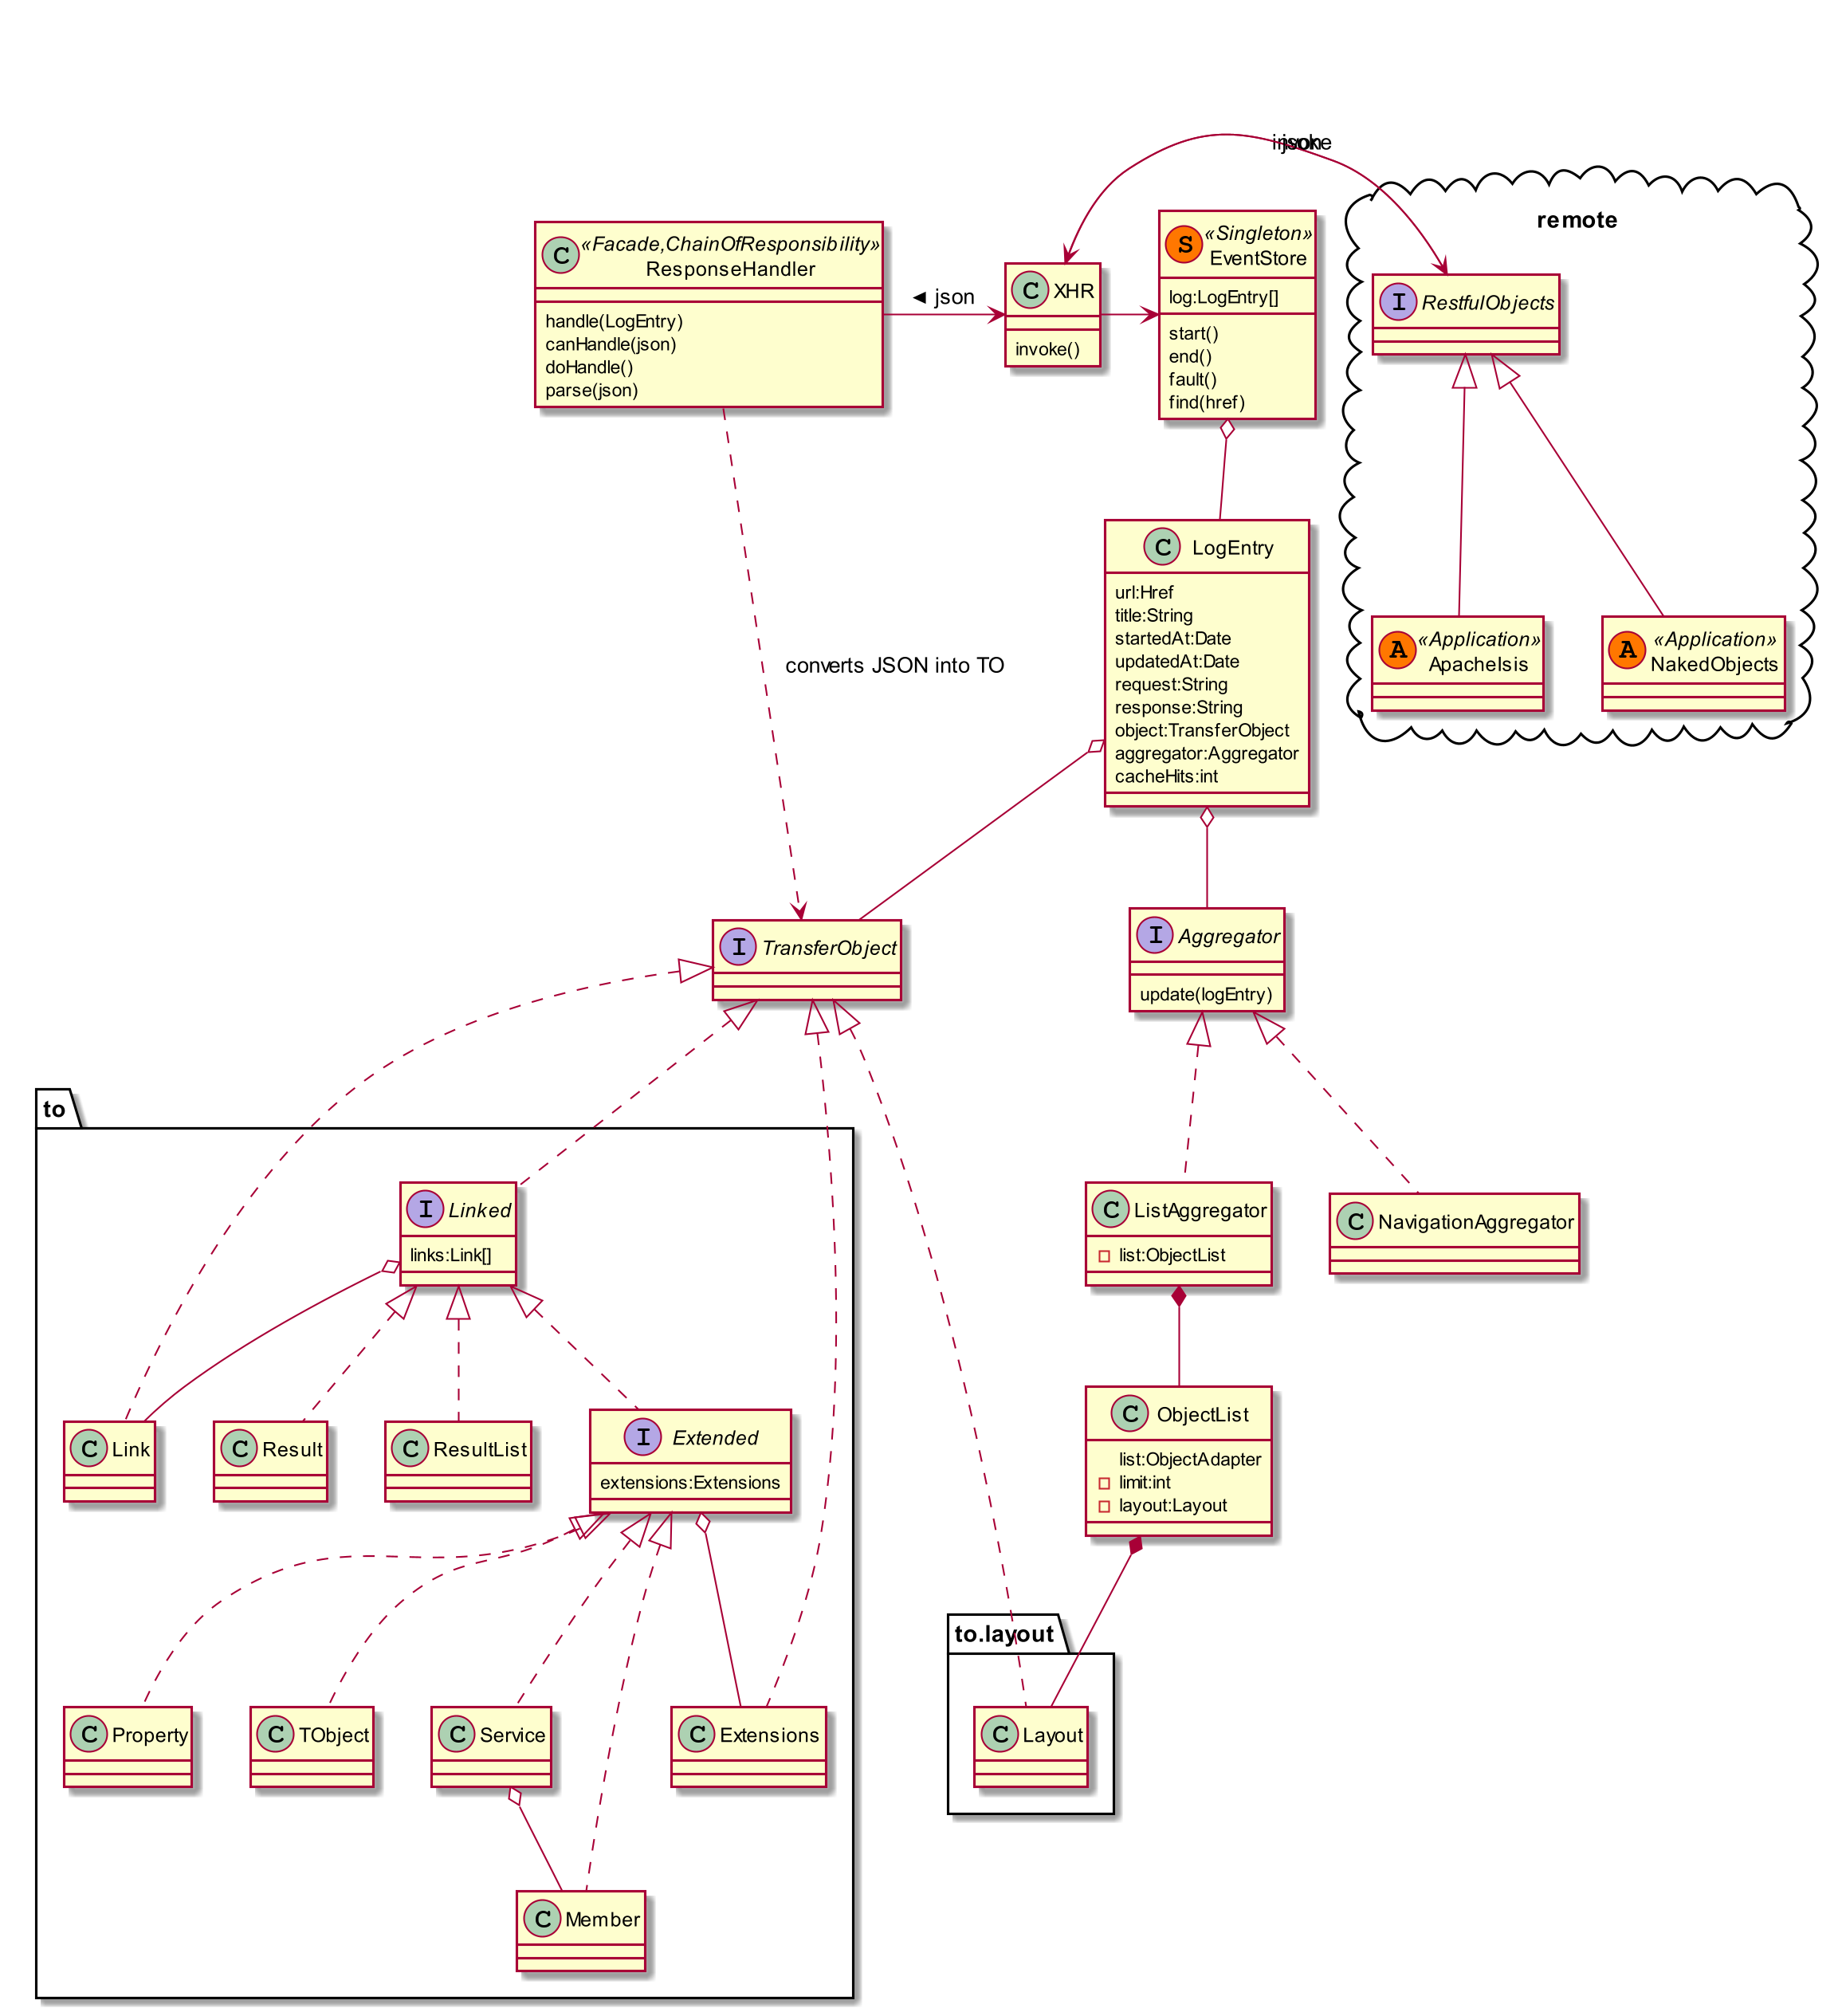 invoke
json
remote
C
«Facade,ChainOfResponsibility»
ResponseHandler
handle(LogEntry)
canHandle(json)
doHandle()
parse(json)
◄ json
C XHR
invoke()
S
«Singleton»
EventStore
log:LogEntry[]
start()
end()
fault()
find(href)
I RestfulObjects
C LogEntry
url:Href
title:String
startedAt:Date
updatedAt:Date
request:String
response:String
object:TransferObject
aggregator:Aggregator
cacheHits:int
A
«Application»
ApacheIsis
A
«Application»
NakedObjects
converts JSON into TO
I TransferObject
I Aggregator
update(logEntry)
to
I Linked
links:Link[]
C ListAggregator
list:ObjectList
C NavigationAggregator
C Link
C Result
C ResultList
I Extended
extensions:Extensions
C ObjectList
list:ObjectAdapter
limit:int
layout:Layout
to.layout
C Property
C TObject
C Service
C Extensions
C Layout
C Member